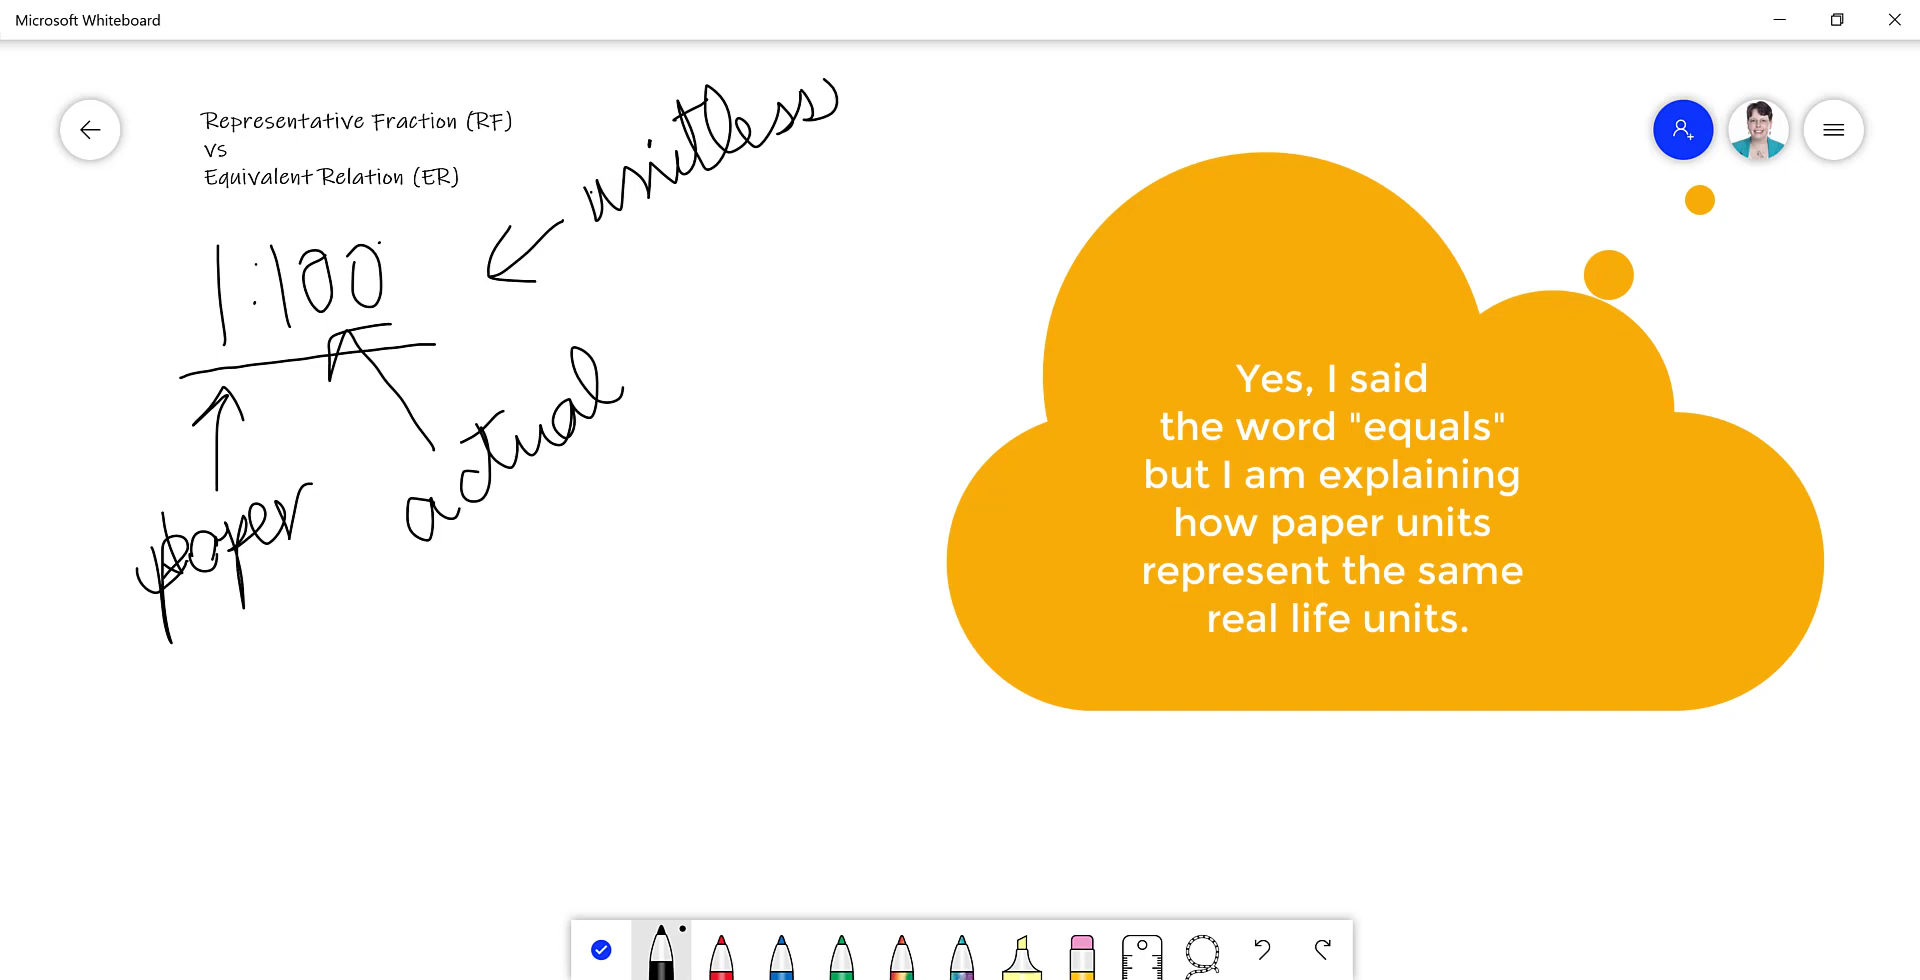 Microsoft Whiteboard
Representative Fraction (RF)
vs
Equivalent Relation (ER)
unitless
1:100
actual
paper
Yes, I said
the word "equals"
but I am explaining
how paper units
represent the same
real life units.